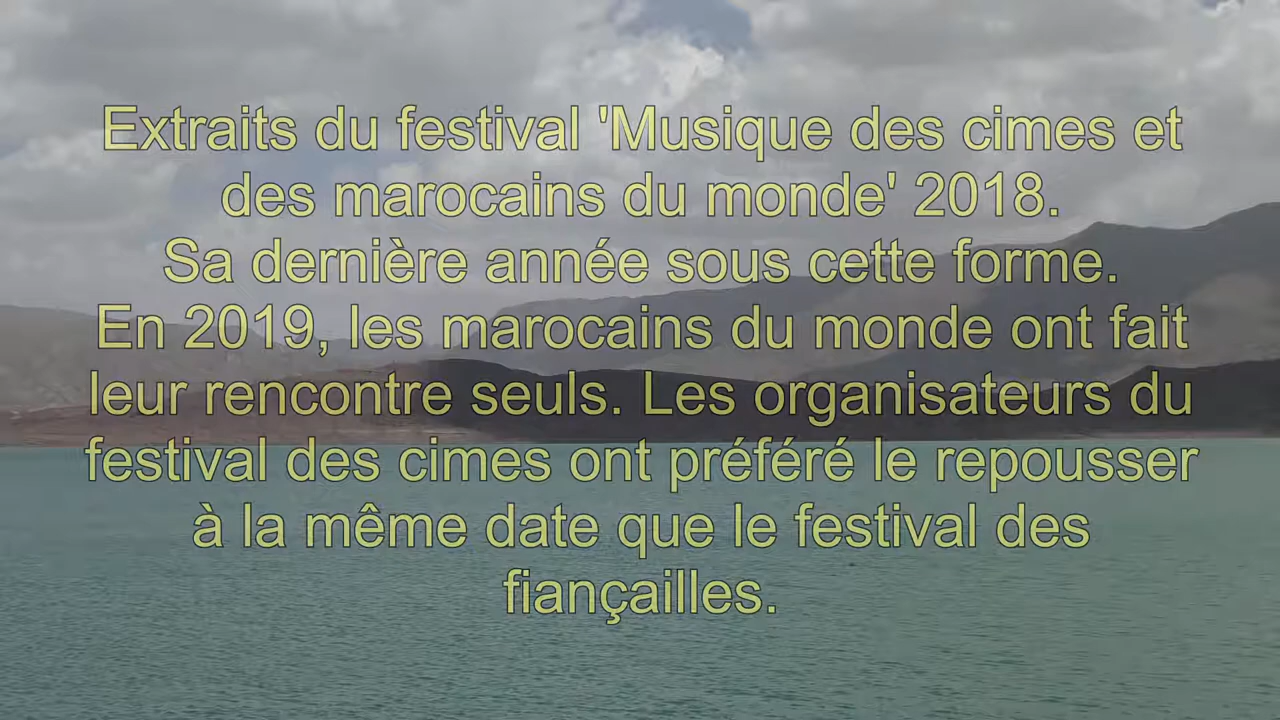 Extraits du festival 'Musique des cimes et
des marocains du monde' 2018.
Sa dernière année sous cette forme.
En 2019, les marocains du monde ont fait
leur rencontre seuls. Les organisateurs du
festival des cimes ont préféré le repousser
à la même date que le festival des
fiançailles.